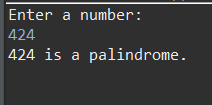 Enter a number:
424
424 is a palindrome.